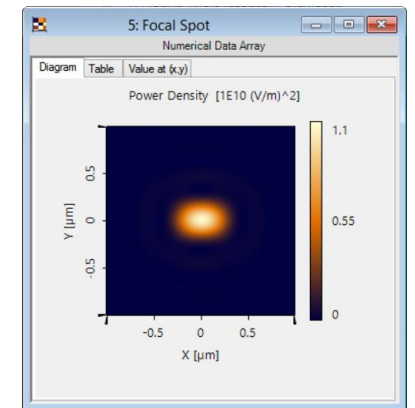 5: Focal Spot
Numerical Data Array
Diagram Table Value at (x,y)
Power Density [1E10 (V/m)^2]
1.1
0.5
Y [µm]
0
0.55
-0.5
0
-0.5 0 0.5
X [µm]